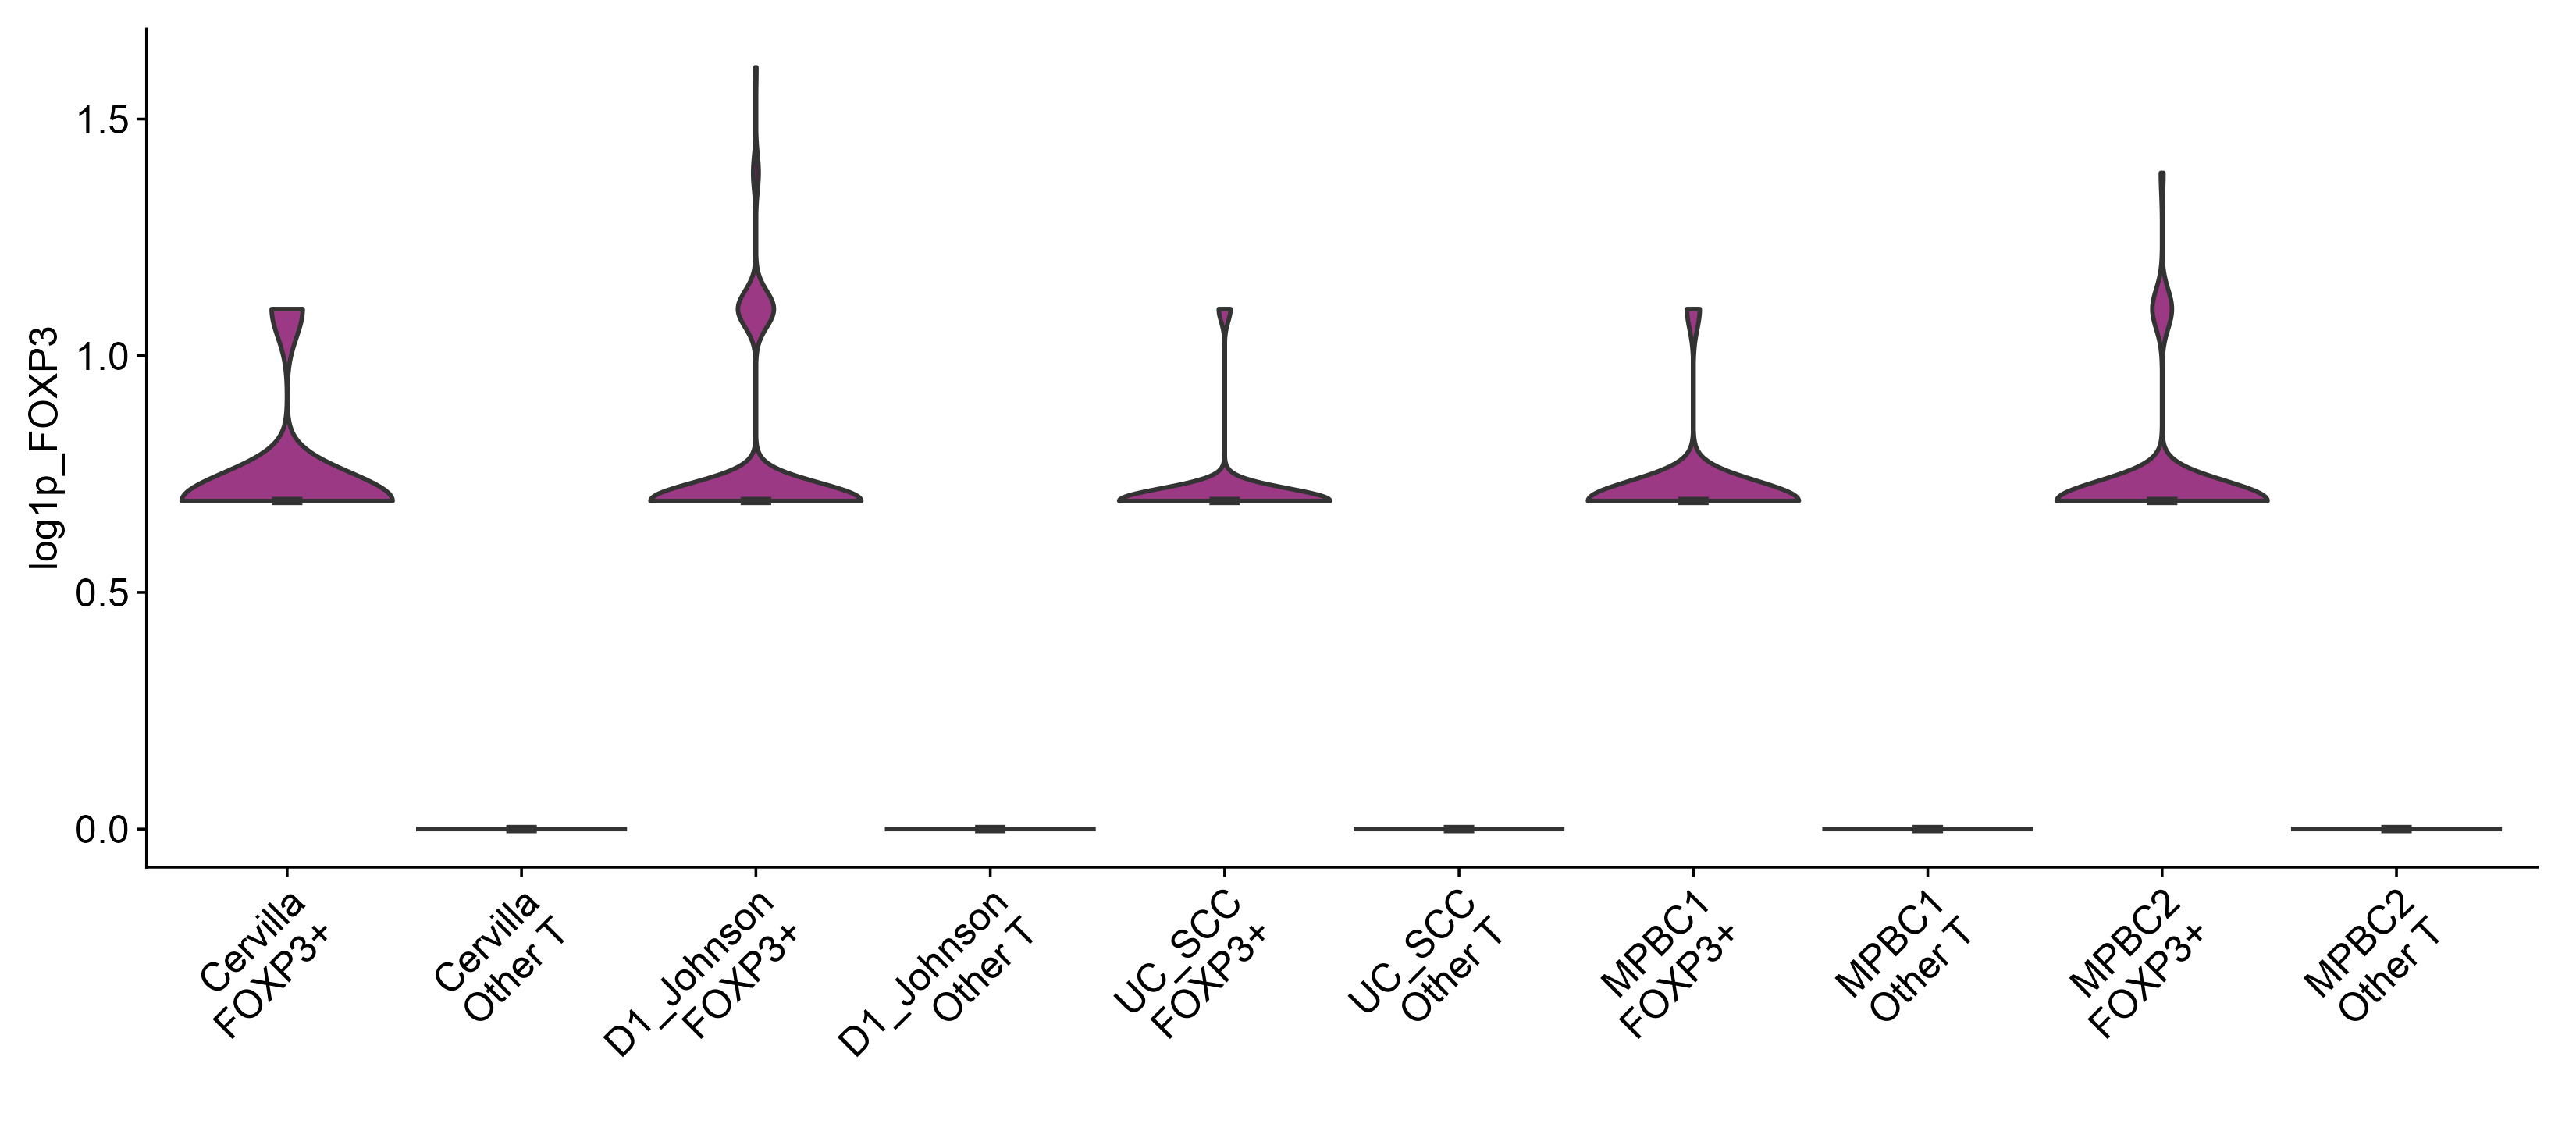 log1p_FOXP3
1.5
1.0
0.5
0.0
Cervilla
FOXP3+
Cervilla
Other T
D1_Johnson
FOXP3+
D1_Johnson
Other T
UC_SCC
FOXP3+
UC_SCC
Other T
MPBC1
FOXP3+
MPBC1
Other T
MPBC2
FOXP3+
MPBC2
Other T